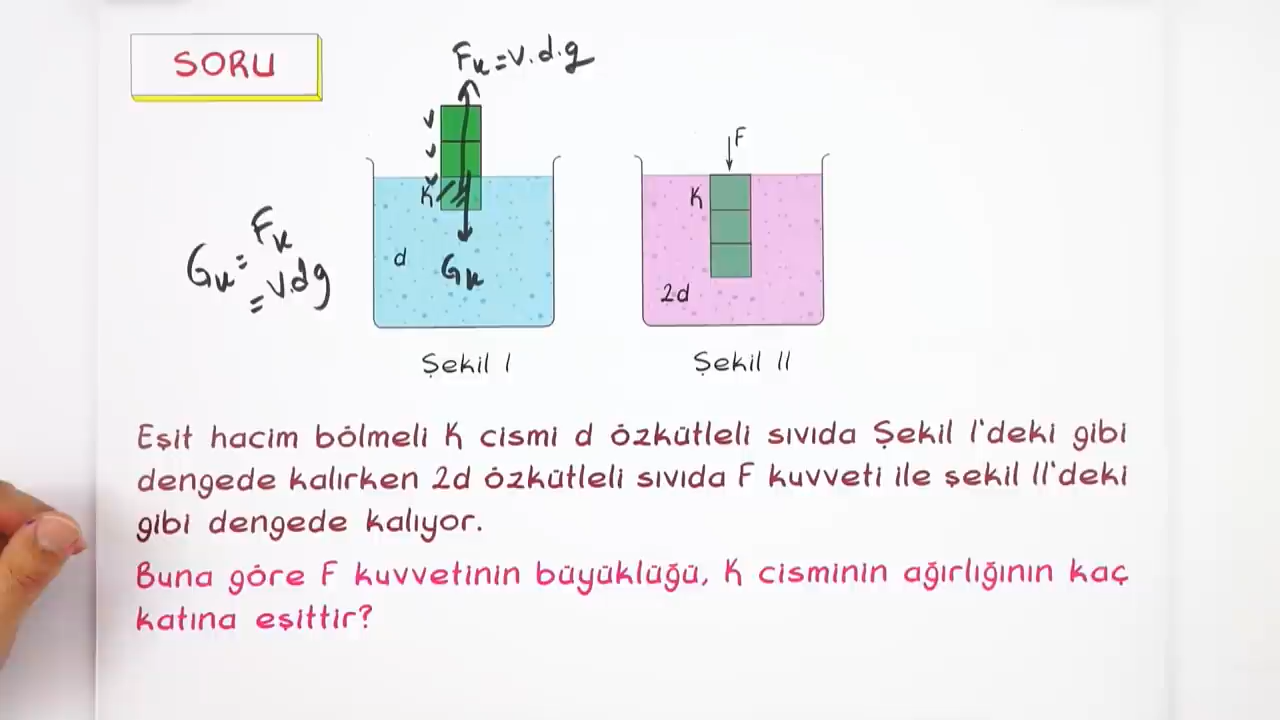 SORU
FK = V.d.g
V
V
V
K
GK = FK
= V.dg
d
GK
F
K
2d
Şekil I
Şekil II
Eşit hacim bölmeli K cismi d özkütleli sıvıda Şekil I'deki gibi
dengede kalırken 2d özkütleli sıvıda F kuvveti ile şekil II'deki
gibi dengede kalıyor.
Buna göre F kuvvetinin büyüklüğü, K cisminin ağırlığının kaç
katına eşittir?